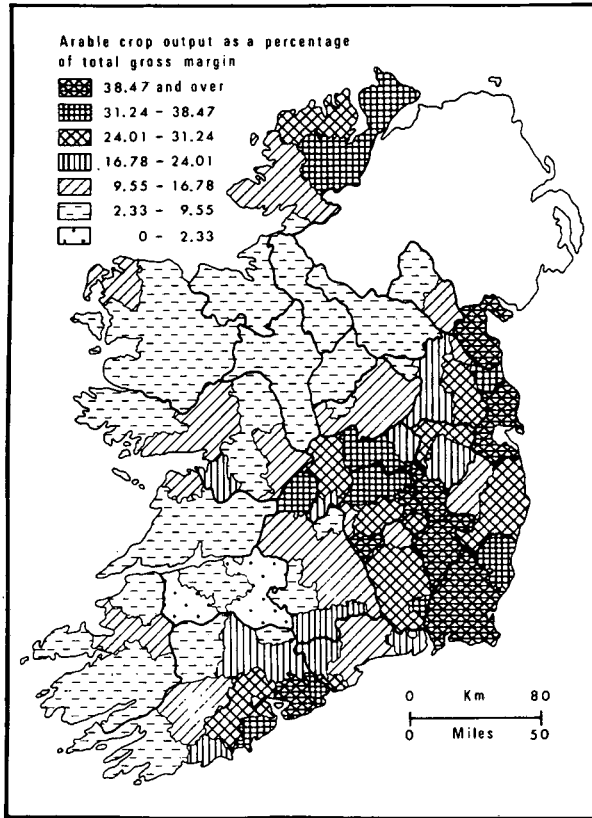 Arable crop output as a percentage
of total gross margin
38.47 and over
31.24 - 38.47
24.01 - 31.24
16.78 - 24.01
9.55 - 16.78
2.33 - 9.55
0 - 2.33
0 Km 80
0 Miles 50